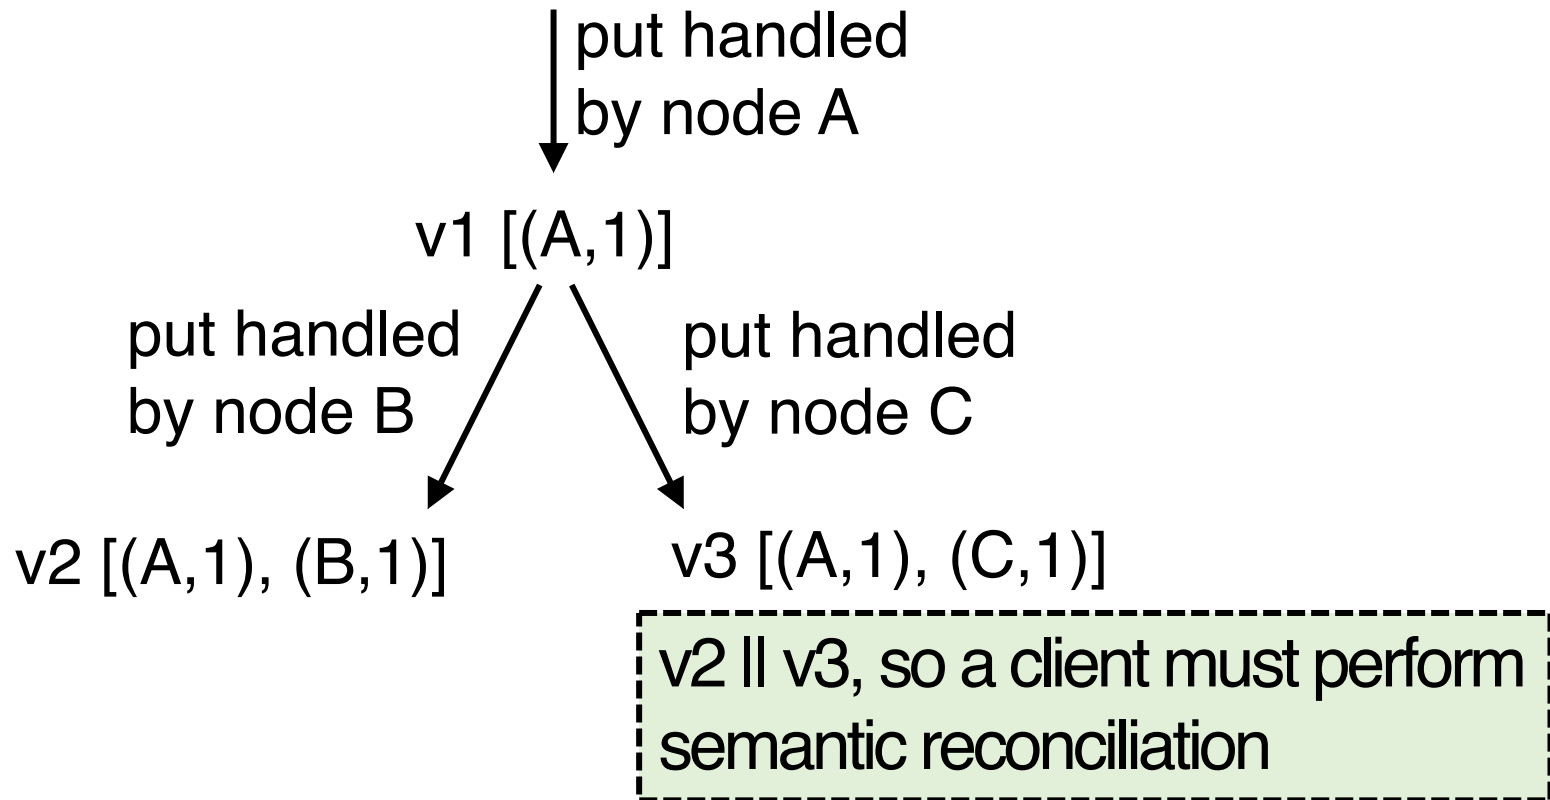 put handled
by node A
v1 [(A,1)]
put handled
by node B
put handled
by node C
v2 [(A,1), (B,1)]
v3 [(A,1), (C,1)]
v2 || v3, so a client must perform
semantic reconciliation